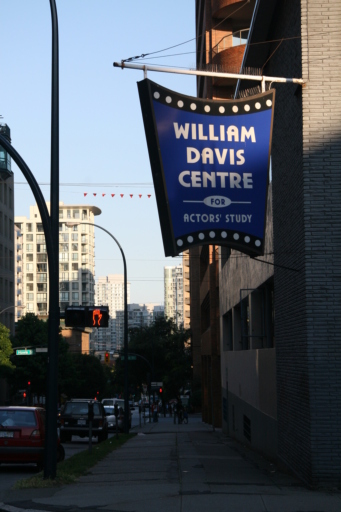 WILLIAM
DAVIS
CENTRE
FOR
ACTORS' STUDY